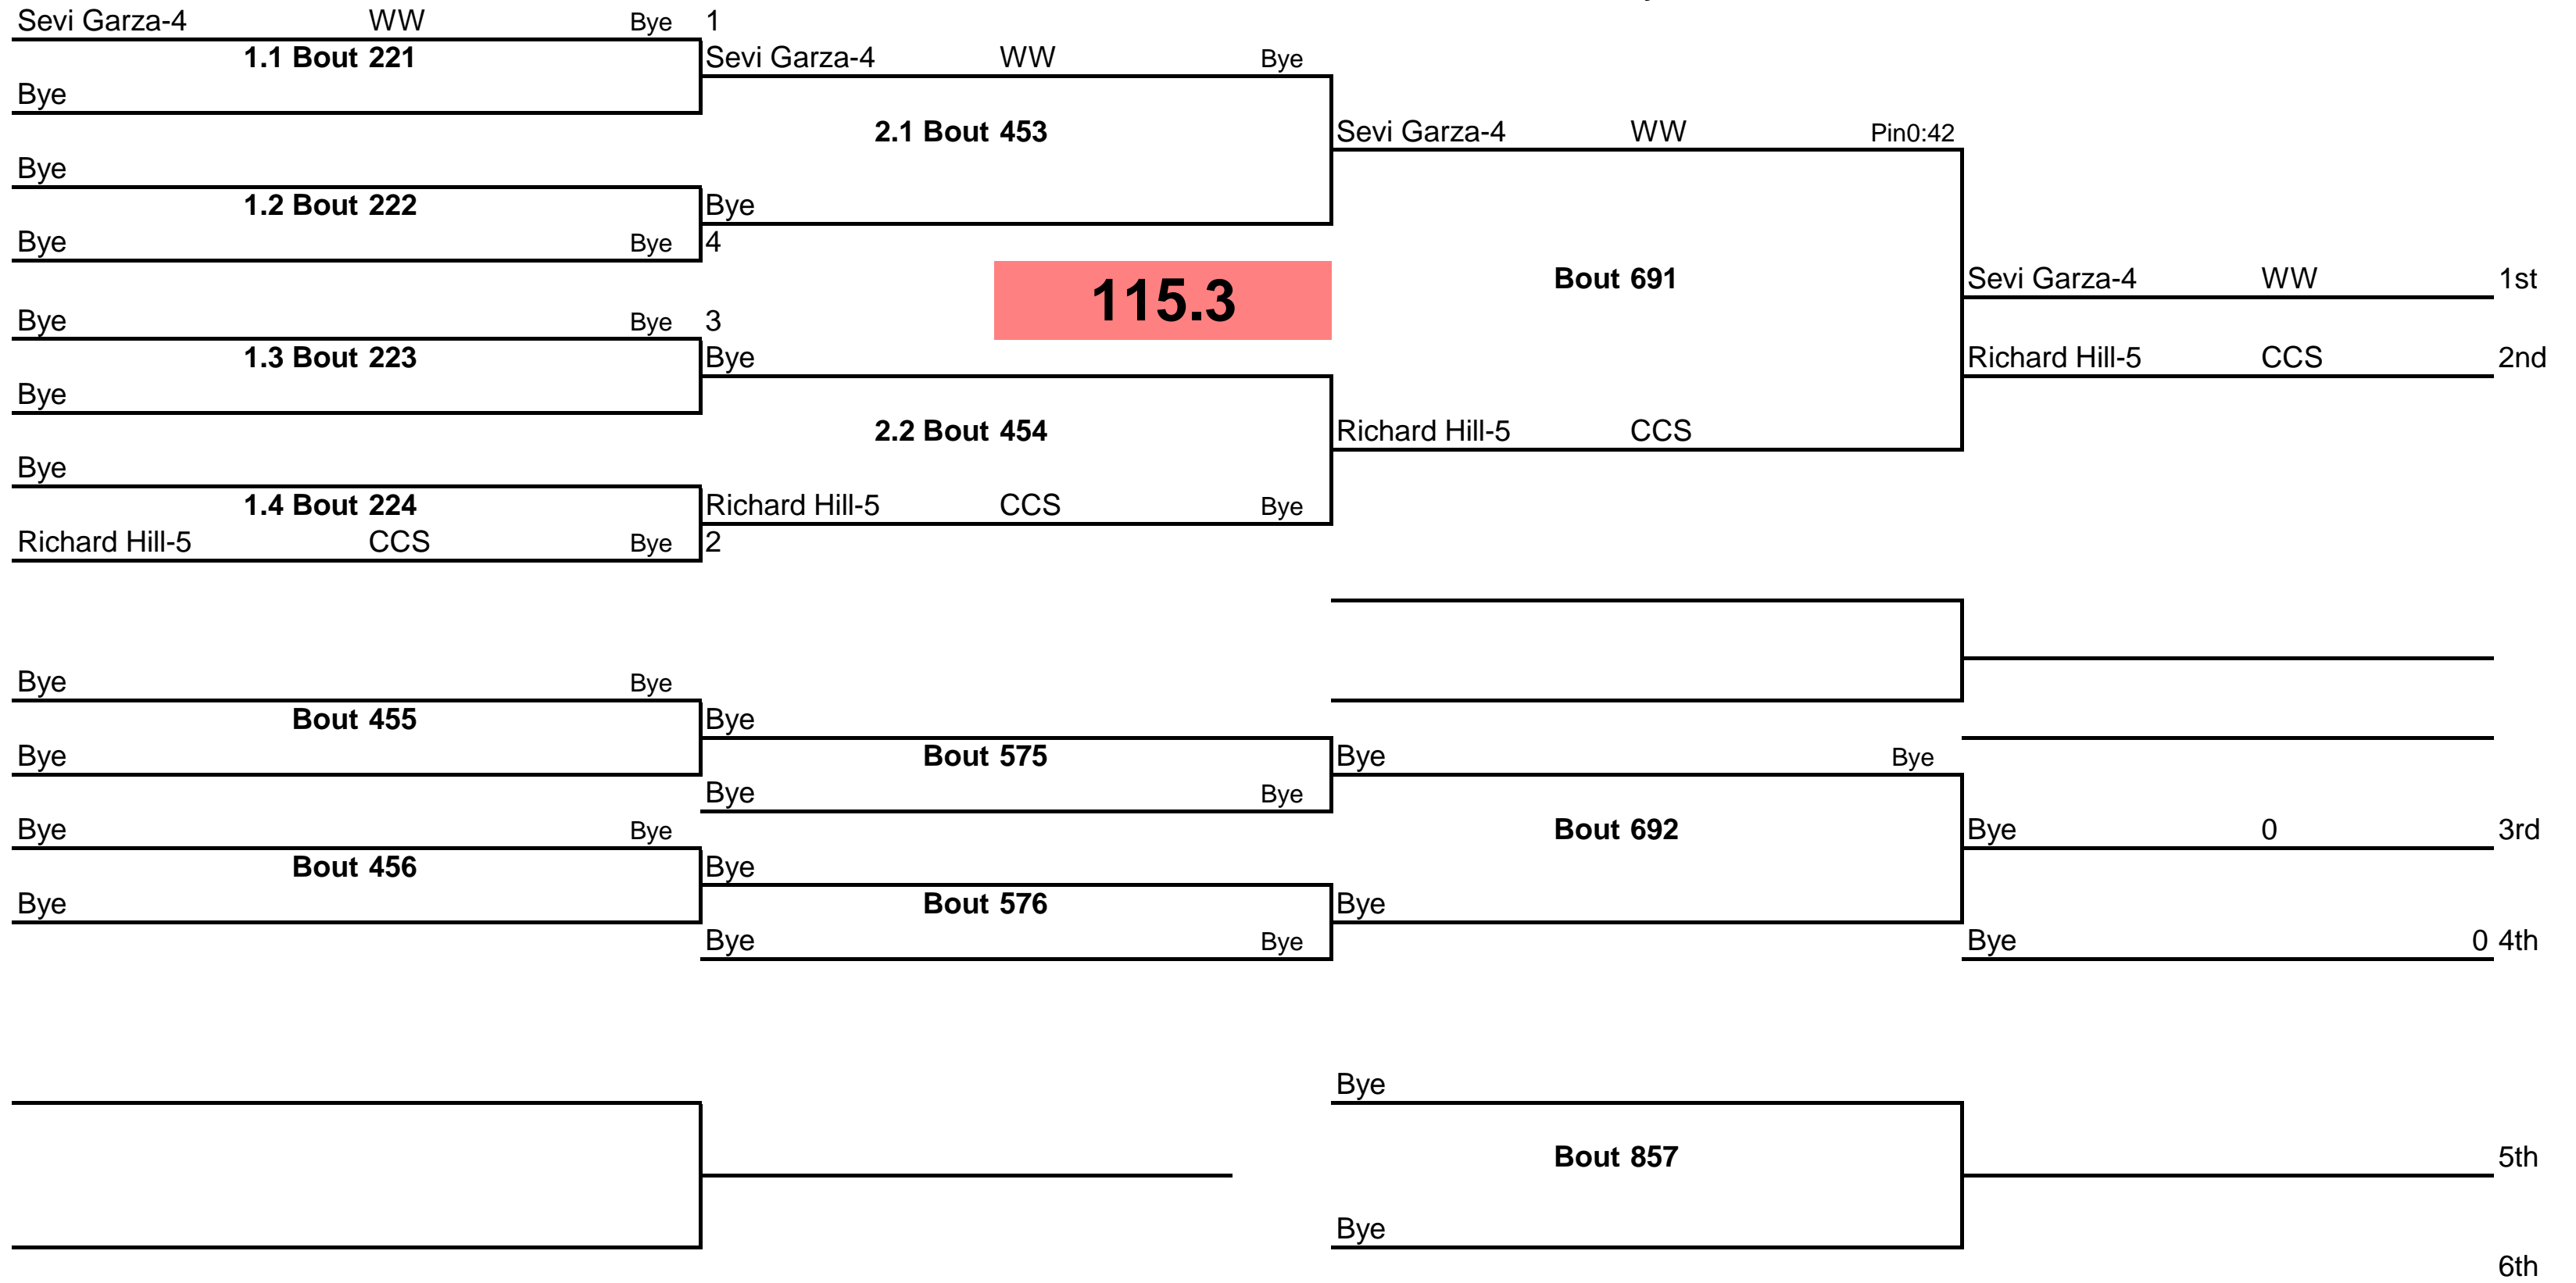 Sevi Garza-4 WW Bye 1
1.1 Bout 221 Sevi Garza-4 WW Bye
Bye
2.1 Bout 453 Sevi Garza-4 WW Pin0:42
Bye
1.2 Bout 222 Bye
Bye Bye 4
115.3 Bout 691 Sevi Garza-4 WW 1st
Bye Bye 3
1.3 Bout 223 Bye Richard Hill-5 CCS 2nd
Bye
2.2 Bout 454 Richard Hill-5 CCS
Bye
1.4 Bout 224 Richard Hill-5 CCS Bye
Richard Hill-5 CCS Bye 2
Bye Bye
Bout 455 Bye
Bye Bout 575 Bye Bye
Bye Bye
Bye Bye Bout 692 Bye 0 3rd
Bout 456 Bye
Bye Bout 576 Bye
Bye Bye Bye 0 4th
Bye
Bout 857 5th
Bye
6th